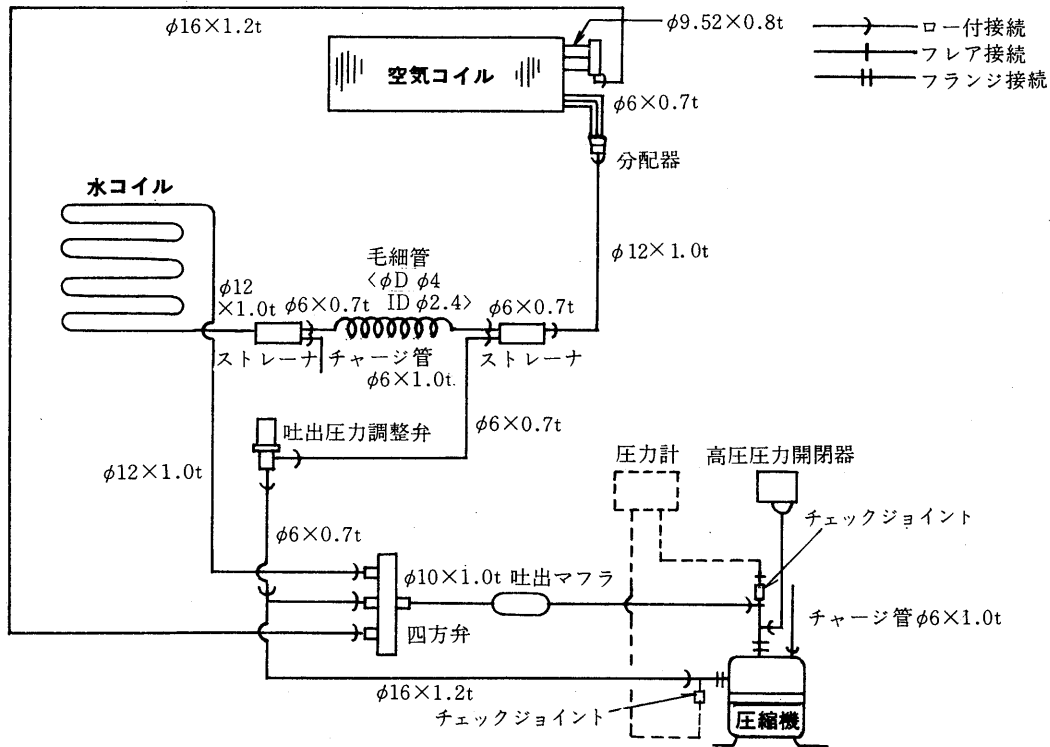 φ16×1.2t
φ9.52×0.8t
ロー付接続
フレア接続
フランジ接続
空気コイル
φ6×0.7t
分配器
水コイル
φ12×1.0t
毛細管
<φD φ4
ID φ2.4>
φ12
×1.0t
φ6×0.7t
φ6×0.7t
ストレーナ
チャージ管
φ6×1.0t.
ストレーナ
吐出圧力調整弁
φ6×0.7t
φ12×1.0t
圧力計
高圧圧力開閉器
チェックジョイント
φ6×0.7t
φ10×1.0t
吐出マフラ
チャージ管φ6×1.0t
四方弁
φ16×1.2t
チェックジョイント
圧縮機